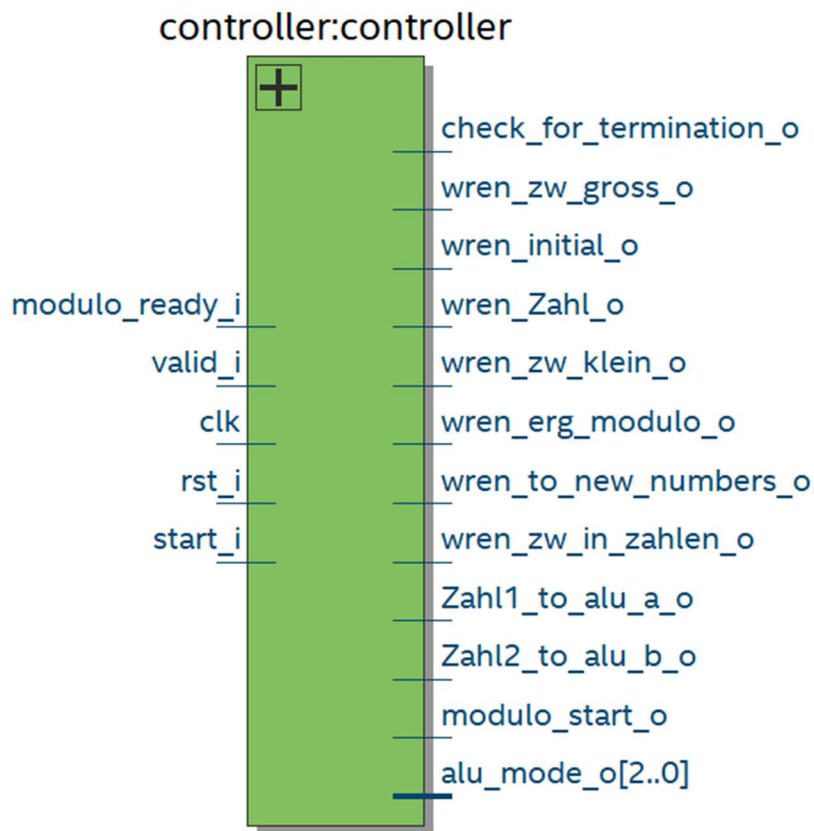 controller:controller
check_for_termination_o
wren_zw_gross_o
wren_initial_o
modulo_ready_i
wren_Zahl_o
valid_i
wren_zw_klein_o
clk
wren_erg_modulo_o
rst_i
wren_to_new_numbers_o
start_i
wren_zw_in_zahlen_o
Zahl1_to_alu_a_o
Zahl2_to_alu_b_o
modulo_start_o
alu_mode_o[2..0]